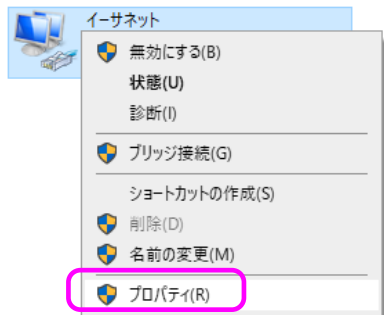 イーサネット
無効にする(B)
状態(U)
診断(I)
ブリッジ接続(G)
ショートカットの作成(S)
削除(D)
名前の変更(M)
プロパティ(R)